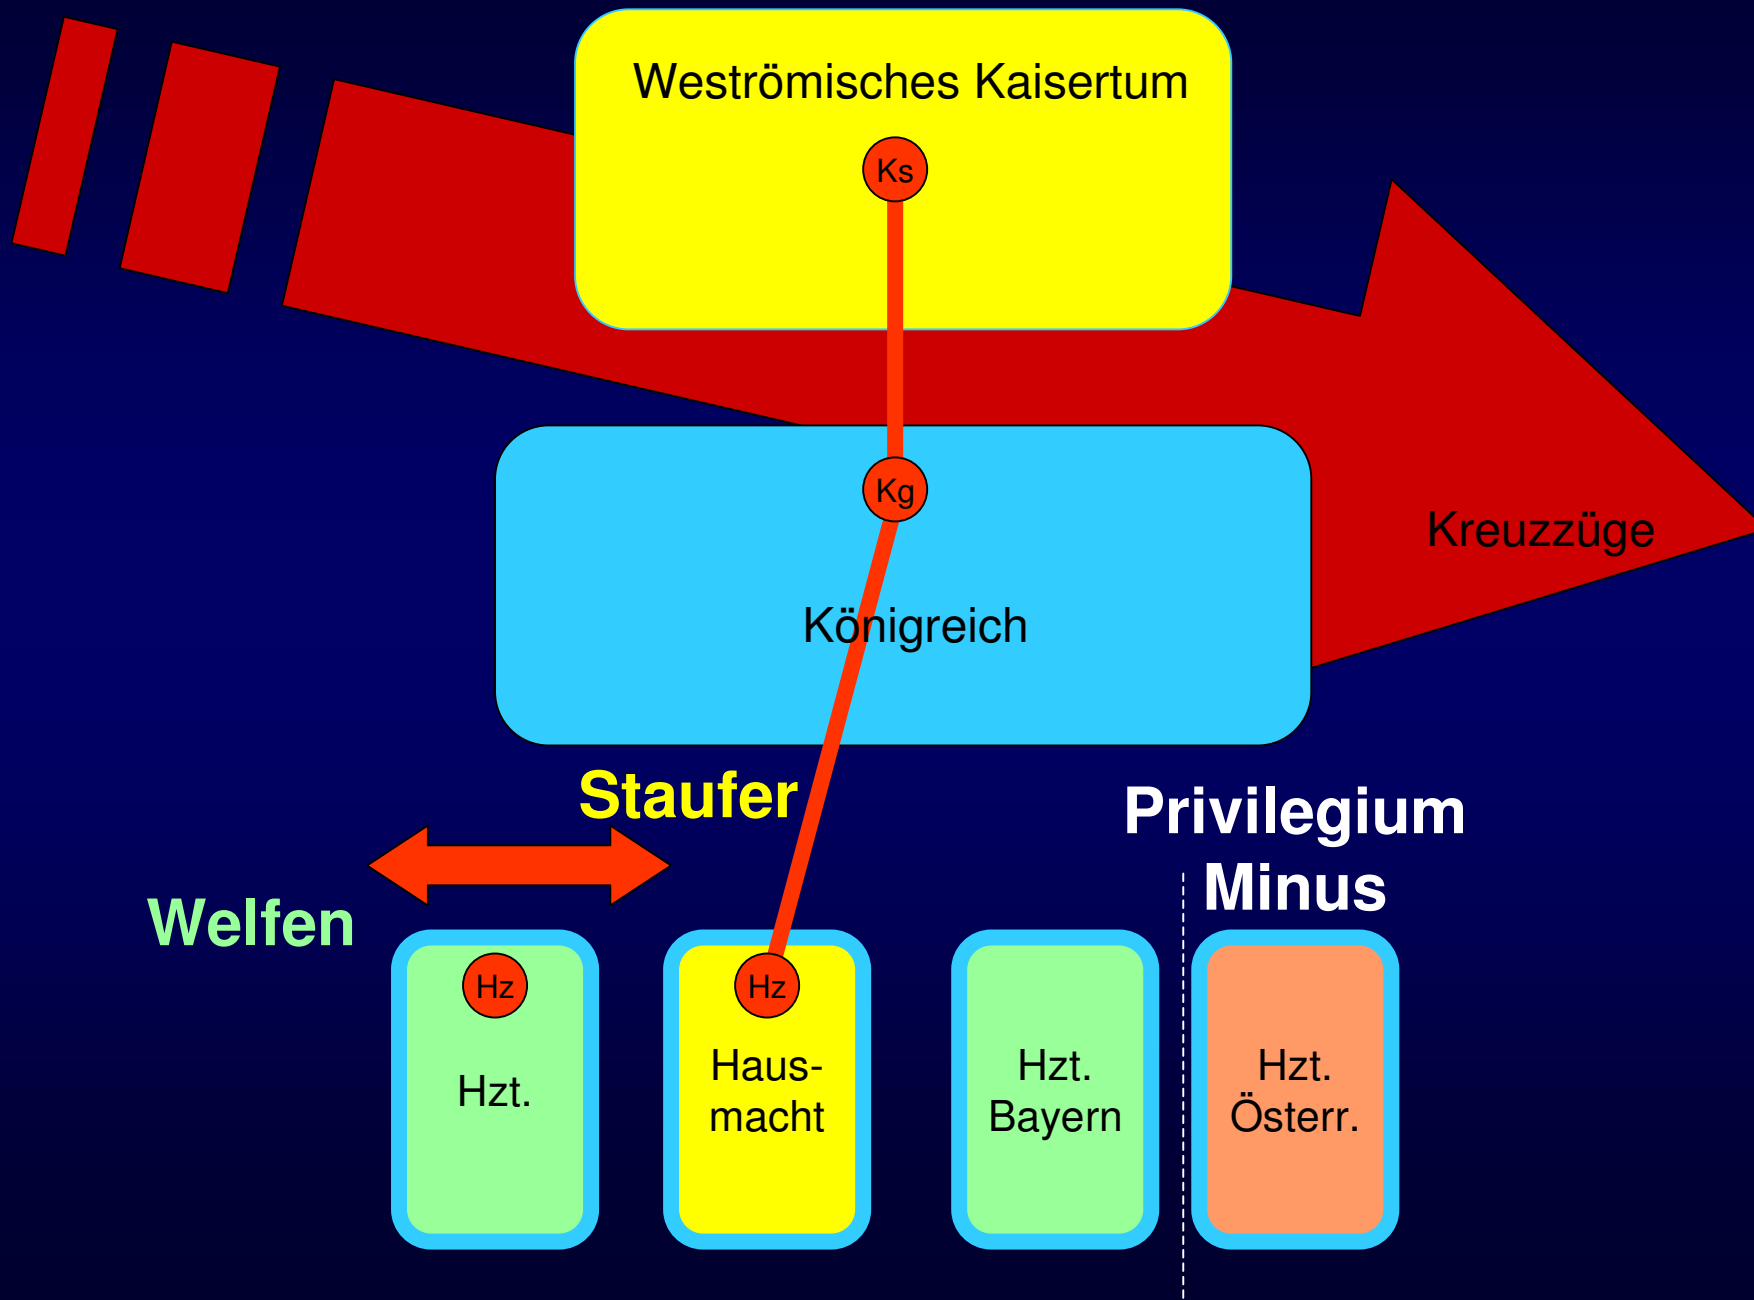 Weströmisches Kaisertum
Ks
Kg
Kreuzzüge
Königreich
Staufer
Privilegium
Minus
Welfen
Hz
Hzt.
Hz
Haus-
macht
Hzt.
Bayern
Hzt.
Österr.